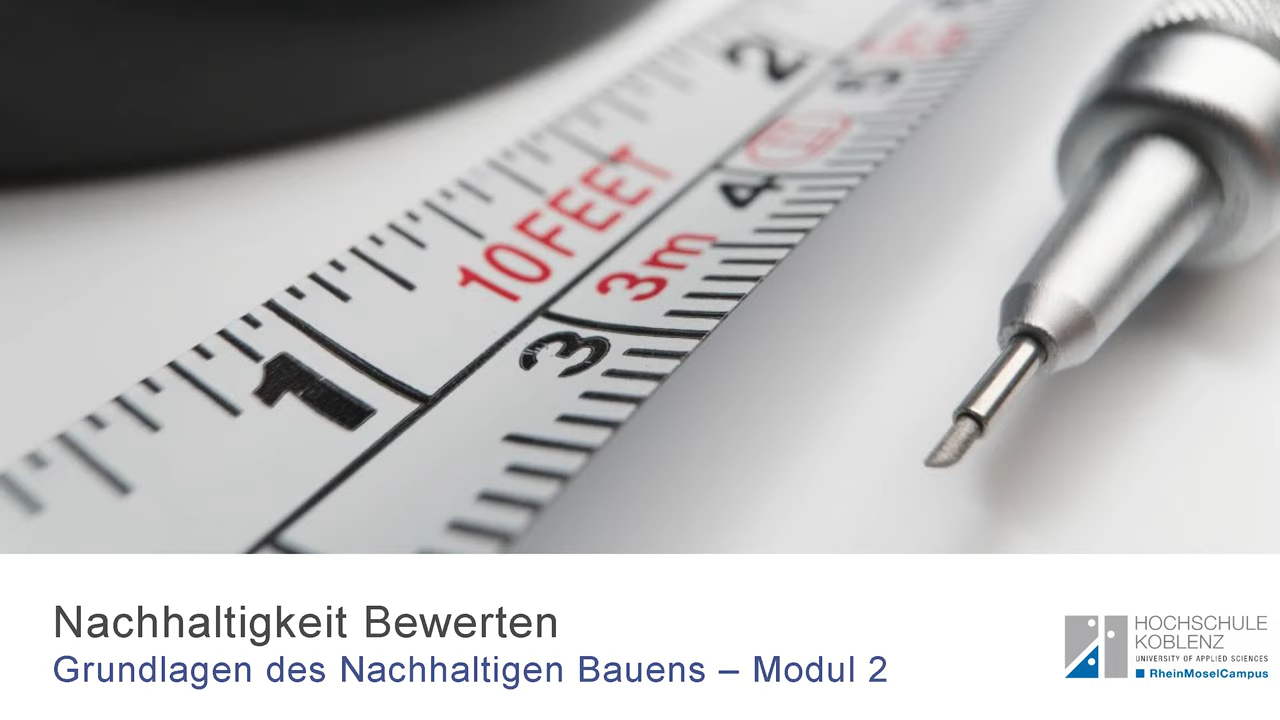 2
10FEET
4
3m
1
3
Nachhaltigkeit Bewerten
Grundlagen des Nachhaltigen Bauens – Modul 2
HOCHSCHULE
KOBLENZ
UNIVERSITY OF APPLIED SCIENCES
RheinMoselCampus